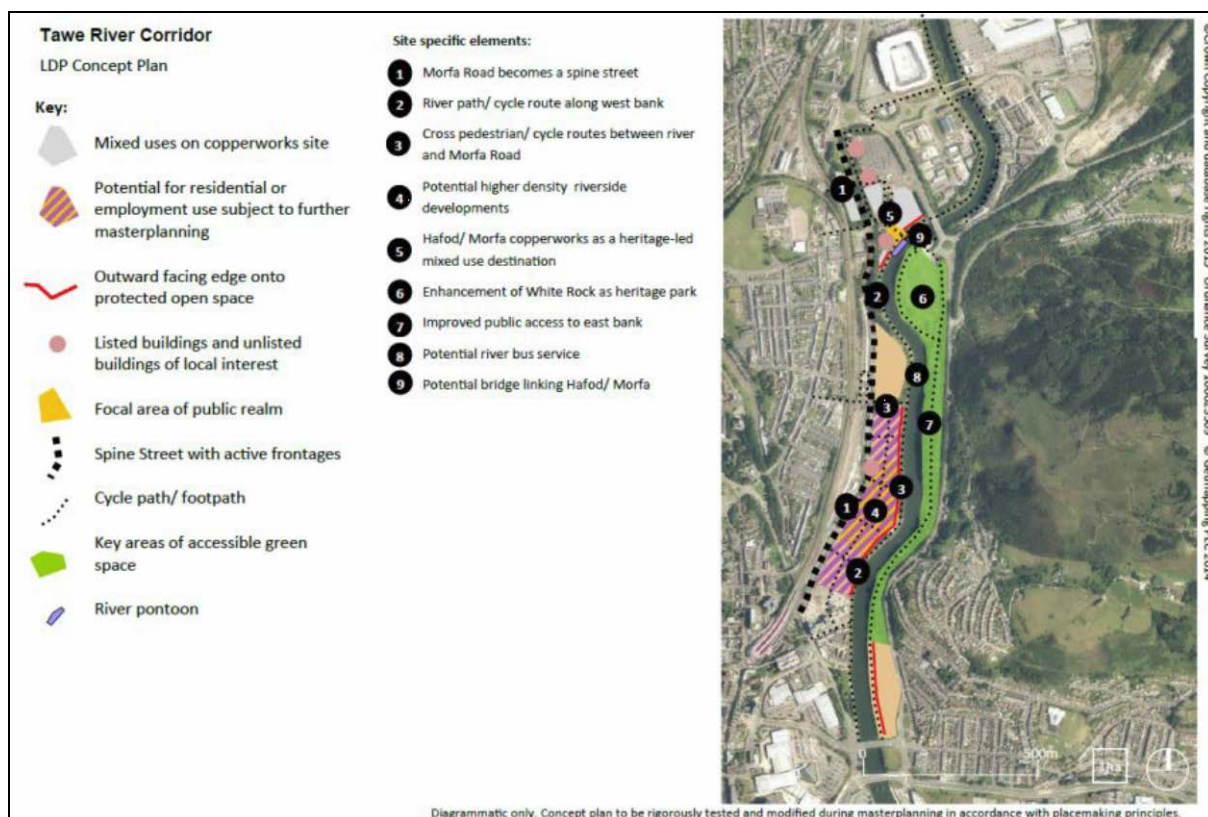 Tawe River Corridor
LDP Concept Plan
Key:
Mixed uses on copperworks site
Potential for residential or
employment use subject to further
masterplanning
Outward facing edge onto
protected open space
Listed buildings and unlisted
buildings of local interest
Focal area of public realm
Spine Street with active frontages
Cycle path/ footpath
Key areas of accessible green
space
River pontoon
Site specific elements:
1 Morfa Road becomes a spine street
2 River path/ cycle route along west bank
3 Cross pedestrian/ cycle routes between river
and Morfa Road
4 Potential higher density riverside
developments
5 Hafod/ Morfa copperworks as a heritage-led
mixed use destination
6 Enhancement of White Rock as heritage park
7 Improved public access to east bank
8 Potential river bus service
9 Potential bridge linking Hafod/ Morfa
1
5
9
2
6
8
3
7
3
1
4
2
0 500m
1ha
Diagrammatic only. Concept plan to be rigorously tested and modified during masterplanning in accordance with placemaking principles.